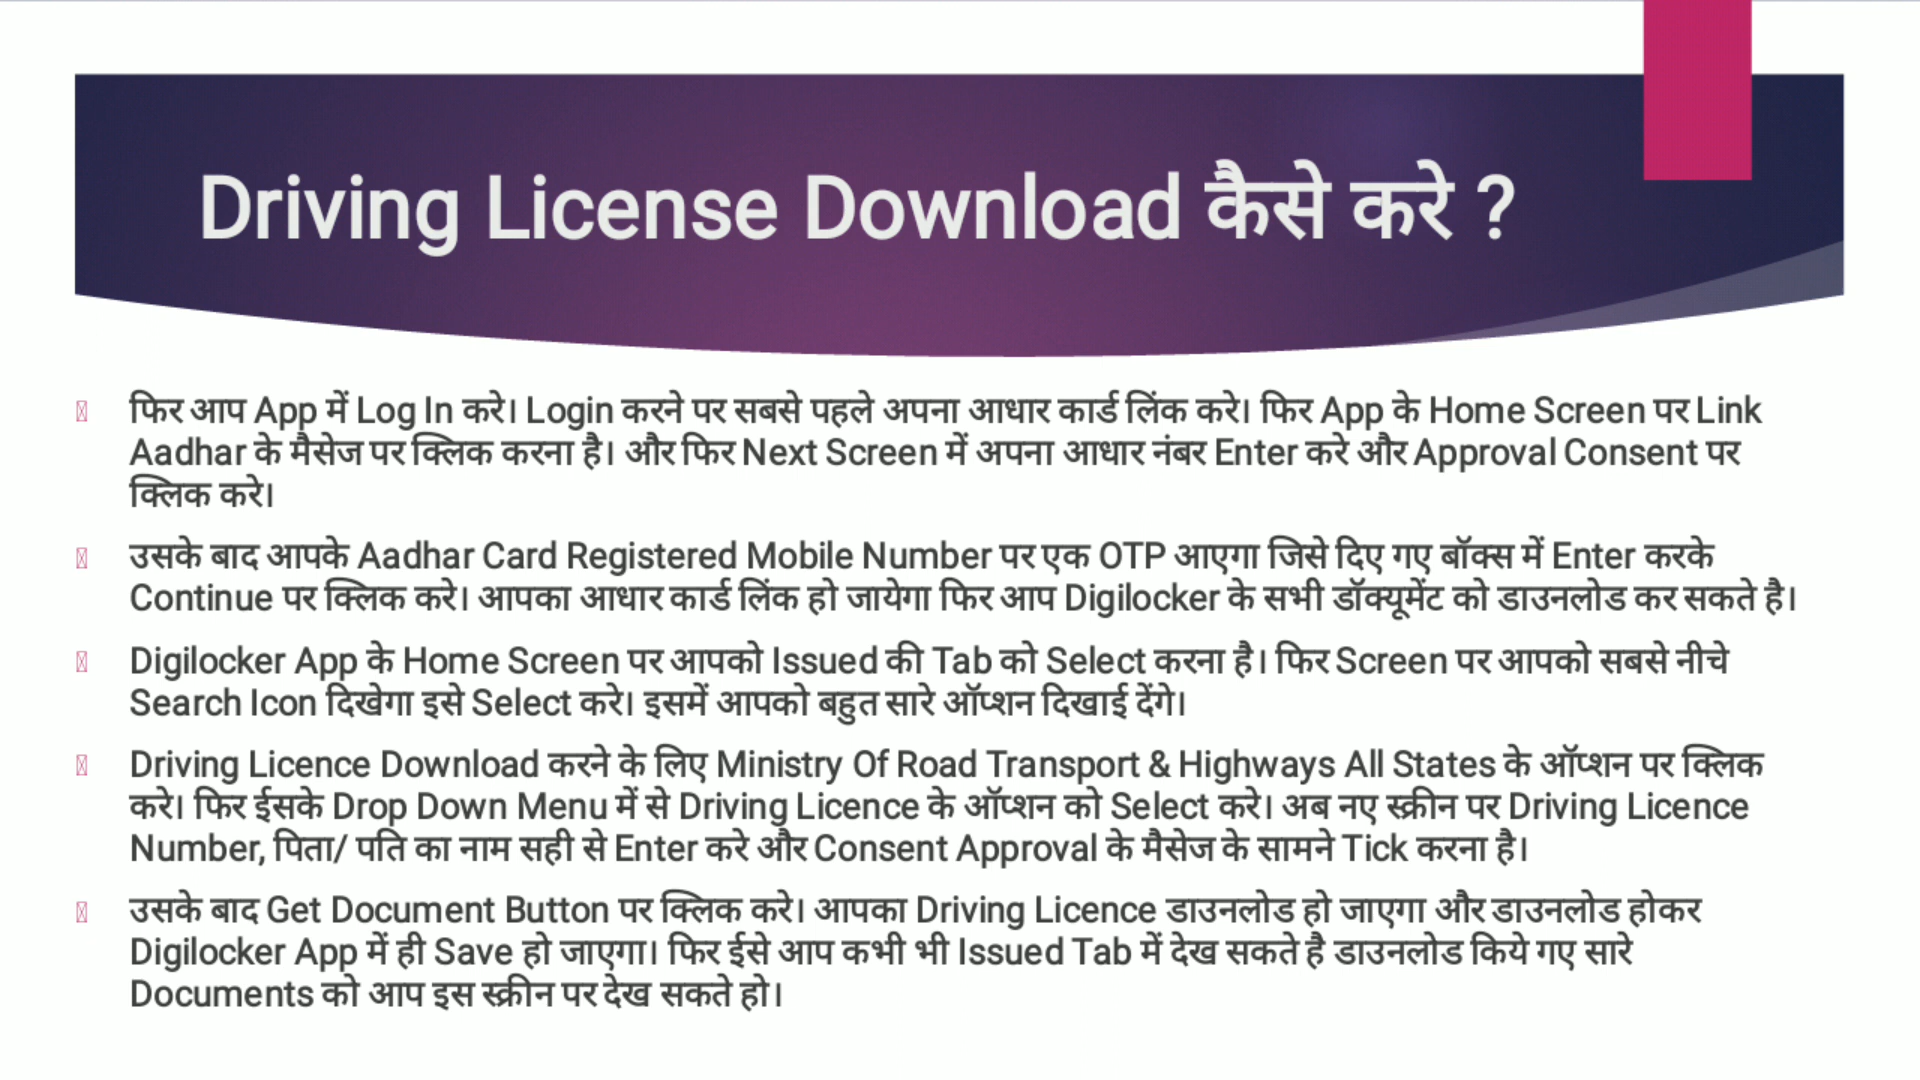 Driving License Download कैसे करे ?
फिर आप App में Log In करे। Login करने पर सबसे पहले अपना आधार कार्ड लिंक करे। फिर App के Home Screen पर Link
Aadhar के मैसेज पर क्लिक करना है। और फिर Next Screen में अपना आधार नंबर Enter करे और Approval Consent पर
क्लिक करे।
उसके बाद आपके Aadhar Card Registered Mobile Number पर एक OTP आएगा जिसे दिए गए बॉक्स में Enter करके
Continue पर क्लिक करे। आपका आधार कार्ड लिंक हो जायेगा फिर आप Digilocker के सभी डॉक्यूमेंट को डाउनलोड कर सकते है।
Digilocker App के Home Screen पर आपको Issued की Tab को Select करना है। फिर Screen पर आपको सबसे नीचे
Search Icon दिखेगा इसे Select करे। इसमें आपको बहुत सारे ऑप्शन दिखाई देंगे।
Driving Licence Download करने के लिए Ministry Of Road Transport & Highways All States के ऑप्शन पर क्लिक
करे। फिर ईसके Drop Down Menu में से Driving Licence के ऑप्शन को Select करे। अब नए स्क्रीन पर Driving Licence
Number, पिता/ पति का नाम सही से Enter करे और Consent Approval के मैसेज के सामने Tick करना है।
उसके बाद Get Document Button पर क्लिक करे। आपका Driving Licence डाउनलोड हो जाएगा और डाउनलोड होकर
Digilocker App में ही Save हो जाएगा। फिर ईसे आप कभी भी Issued Tab में देख सकते है डाउनलोड किये गए सारे
Documents को आप इस स्क्रीन पर देख सकते हो।